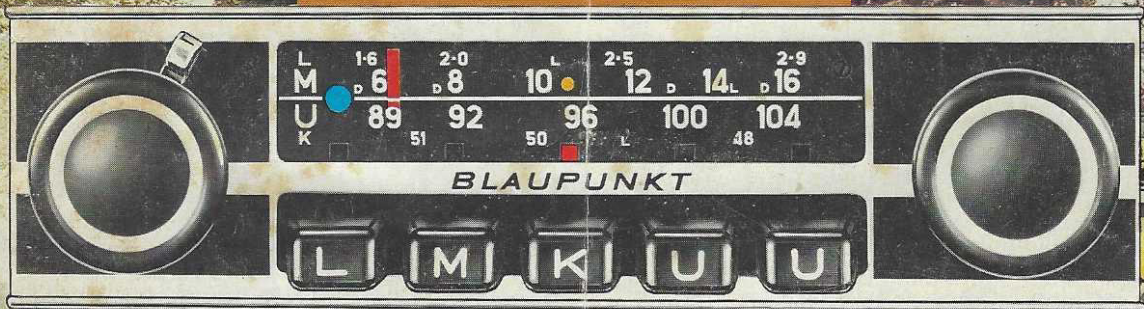 L 1·6 2·0 L 2·5 2·9
M D 6 D 8 10 12 D 14 L D 16
U 89 92 96 100 104
K 51 50 L 48
BLAUPUNKT
L M K U U